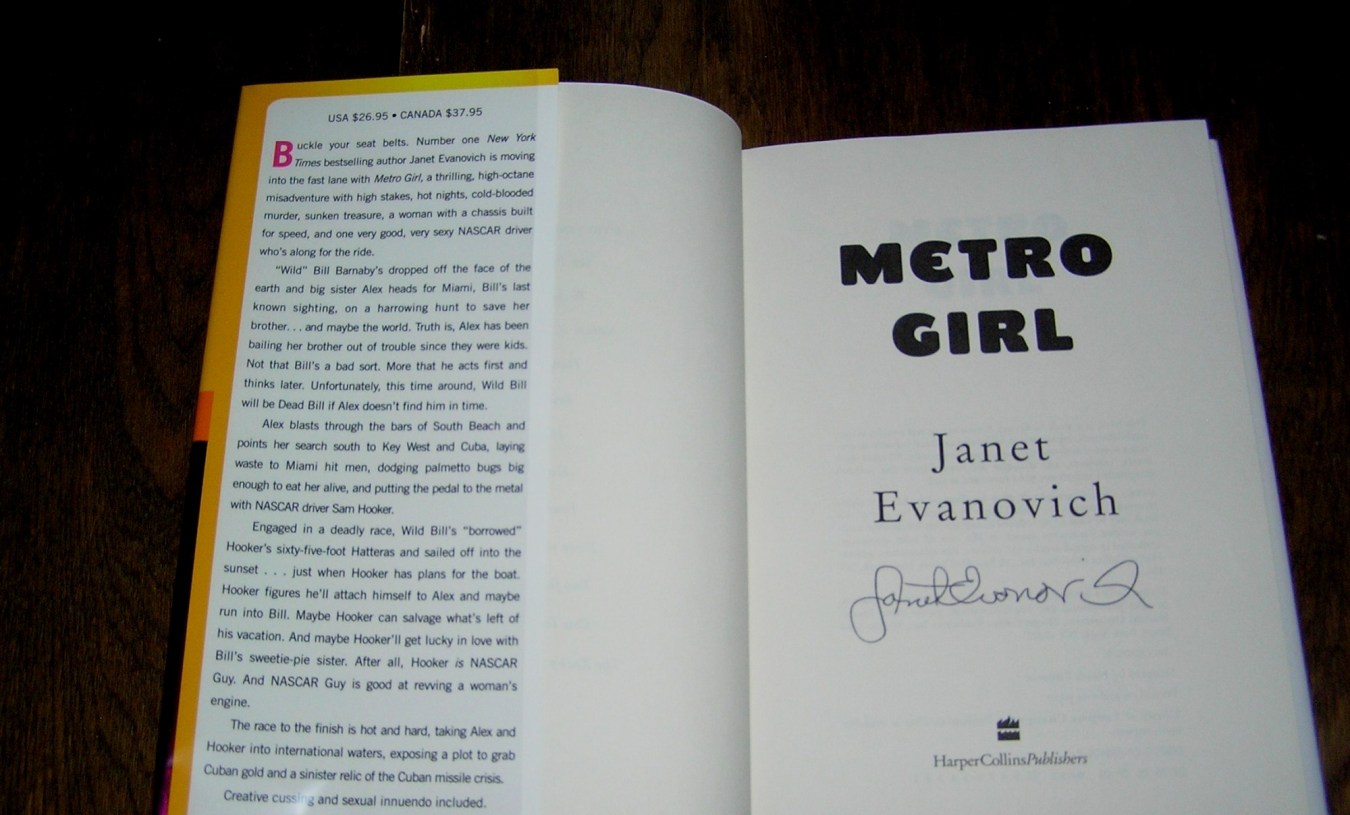 USA $26.95 • CANADA $37.95
Buckle your seat belts. Number one New York
Times bestselling author Janet Evanovich is moving
into the fast lane with Metro Girl, a thrilling, high-octane
misadventure with high stakes, hot nights, cold-blooded
murder, sunken treasure, a woman with a chassis built
for speed, and one very good, very sexy NASCAR driver
who's along for the ride.
"Wild" Bill Barnaby's dropped off the face of the
earth and big sister Alex heads for Miami, Bill's last
known sighting, on a harrowing hunt to save her
brother. . . and maybe the world. Truth is, Alex has been
bailing her brother out of trouble since they were kids.
Not that Bill's a bad sort. More that he acts first and
thinks later. Unfortunately, this time around, Wild Bill
will be Dead Bill if Alex doesn't find him in time.
Alex blasts through the bars of South Beach and
points her search south to Key West and Cuba, laying
waste to Miami hit men, dodging palmetto bugs big
enough to eat her alive, and putting the pedal to the metal
with NASCAR driver Sam Hooker.
Engaged in a deadly race, Wild Bill's "borrowed"
Hooker's sixty-five-foot Hatteras and sailed off into the
sunset . . . just when Hooker has plans for the boat.
Hooker figures he'll attach himself to Alex and maybe
run into Bill. Maybe Hooker can salvage what's left of
his vacation. And maybe Hooker'll get lucky in love with
Bill's sweetie-pie sister. After all, Hooker is NASCAR
Guy. And NASCAR Guy is good at revving a woman's
engine.
The race to the finish is hot and hard, taking Alex and
Hooker into international waters, exposing a plot to grab
Cuban gold and a sinister relic of the Cuban missile crisis.
Creative cussing and sexual innuendo included.
METRO
GIRL
Janet
Evanovich
Janet Evanovich
HarperCollinsPublishers